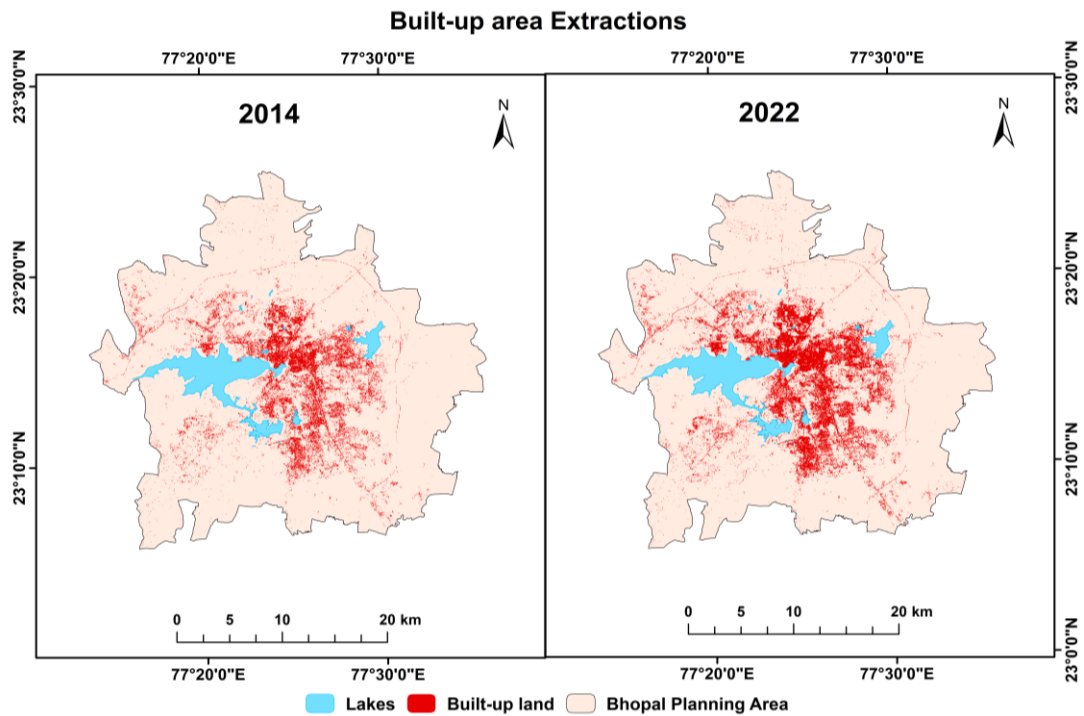 Built-up area Extractions
77°20'0"E 77°30'0"E 77°20'0"E 77°30'0"E
23°30'0"N 23°30'0"N
2014 N 2022 N
23°20'0"N 23°20'0"N
23°10'0"N 23°10'0"N
23°0'0"N
0 5 10 20 km 0 5 10 20 km
77°20'0"E 77°30'0"E 77°20'0"E 77°30'0"E
Lakes Built-up land Bhopal Planning Area